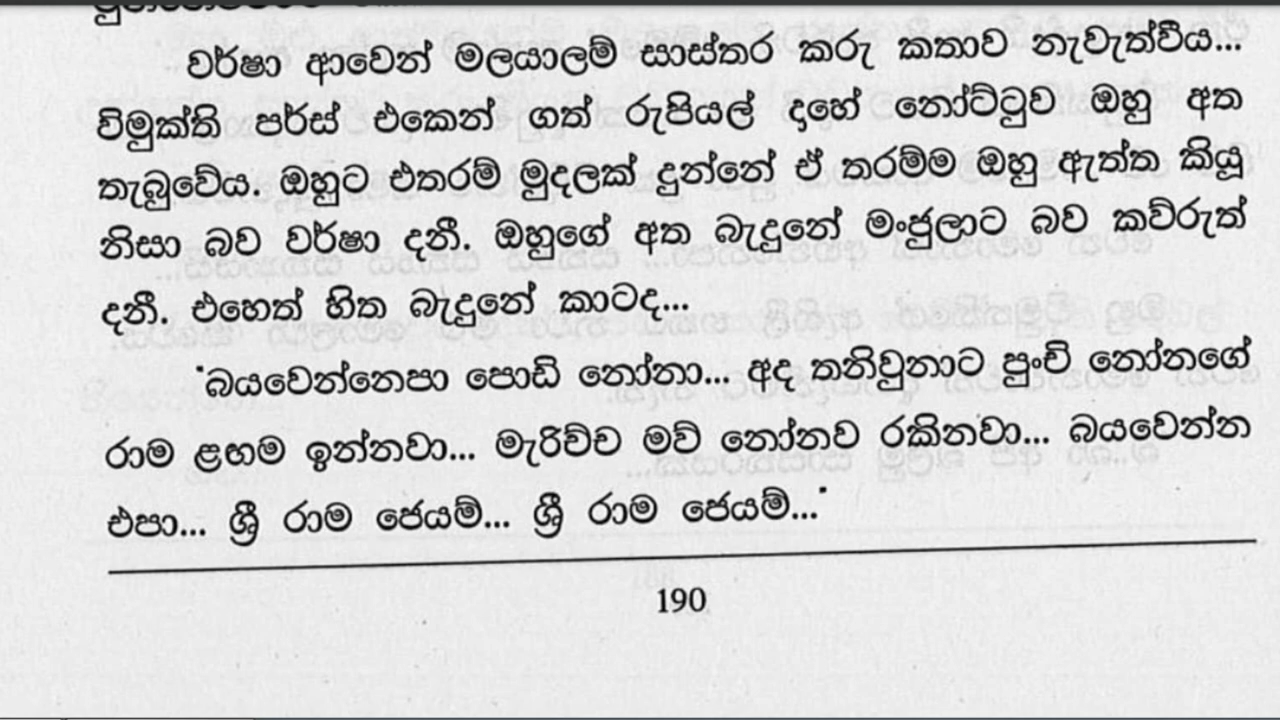 වර්ෂා ආවෙන් මලයාලම් සාස්තර කරු කතාව නැවැත්වීය...
විමුක්ති පර්ස් එකෙන් ගත් රුපියල් දාහේ නෝට්ටුව ඔහු අත
තැබුවේය. ඔහුට එතරම් මුදලක් දුන්නේ ඒ තරම්ම ඔහු ඇත්ත කියූ
නිසා බව වර්ෂා දනී. ඔහුගේ අත බැදුනේ මංජුලාට බව කව්රුත්
දනී. එහෙත් හිත බැදුනේ කාටද...
'බයවෙන්නෙපා පොඩි නෝනා... අද තනිවුනාට පුංචි නෝනගේ
රාම ළඟම ඉන්නවා... මැරිච්ච මව් නෝනව රකිනවා... බයවෙන්න
එපා... ශ්‍රී රාම ජෙයම්... ශ්‍රී රාම ජෙයම්...'
190